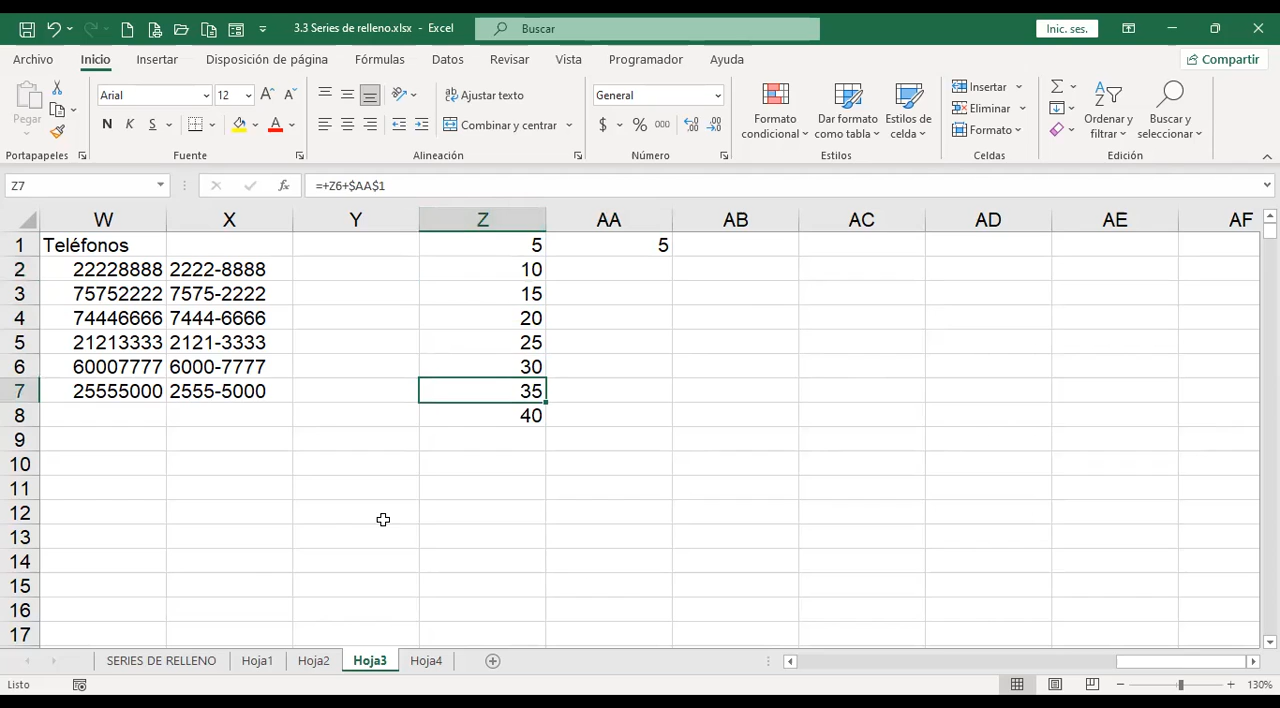 3.3 Series de relleno.xlsx - Excel
Buscar
Inic. ses.
Archivo Inicio Insertar Disposición de página Fórmulas Datos Revisar Vista Programador Ayuda
Compartir
Pegar
Portapapeles
Arial 12
N K S
Fuente
Ajustar texto
Combinar y centrar
Alineación
General
$ % 000
Número
Formato condicional
Dar formato como tabla
Estilos de celda
Estilos
Insertar
Eliminar
Formato
Celdas
Ordenar y filtrar
Buscar y seleccionar
Edición
Z7 fx =+Z6+$AA$1
W X Y Z AA AB AC AD AE AF
1 Teléfonos 5 5
2 22228888 2222-8888 10
3 75752222 7575-2222 15
4 74446666 7444-6666 20
5 21213333 2121-3333 25
6 60007777 6000-7777 30
7 25555000 2555-5000 35
8 40
9
10
11
12
13
14
15
16
17
SERIES DE RELLENO Hoja1 Hoja2 Hoja3 Hoja4
Listo 130%